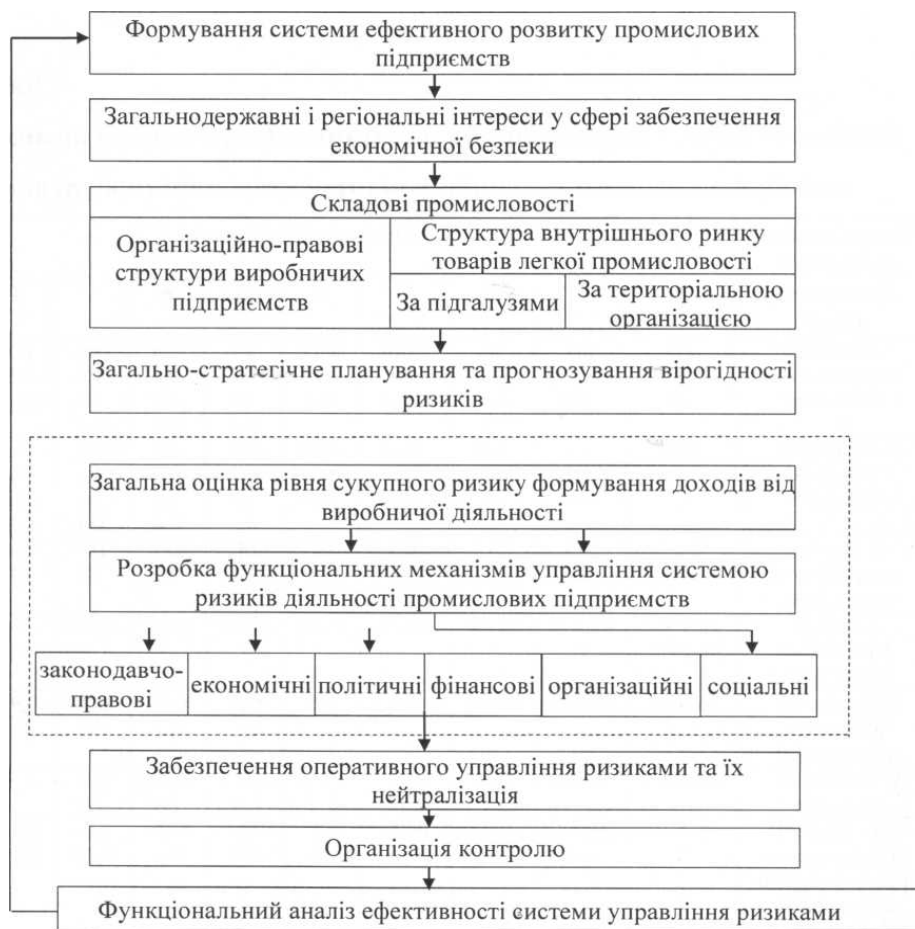 Формування системи ефективного розвитку промислових
підприємств
Загальнодержавні і регіональні інтереси у сфері забезпечення
економічної безпеки
Складові промисловості
Організаційно-правові
структури виробничих
підприємств
Структура внутрішнього ринку
товарів легкої промисловості
За підгалузями
За територіальною
організацією
Загально-стратегічне планування та прогнозування вірогідності
ризиків
Загальна оцінка рівня сукупного ризику формування доходів від
виробничої діяльності
Розробка функціональних механізмів управління системою
ризиків діяльності промислових підприємств
законодавчо-
правові
економічні
політичні
фінансові
організаційні
соціальні
Забезпечення оперативного управління ризиками та їх
нейтралізація
Організація контролю
Функціональний аналіз ефективності системи управління ризиками